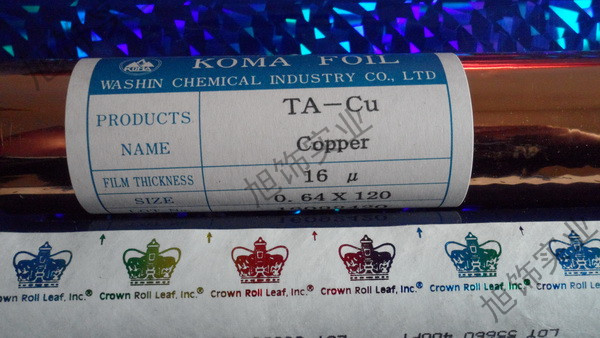 KOMA FOIL
WASHIN CHEMICAL INDUSTRY CO., LTD
PRODUCTS
NAME
TA-Cu
Copper
FILM THICKNESS
16 μ
SIZE
0.64 X 120
旭饰实业
旭饰实业
Crown Roll Leaf, Inc.®
Crown Roll Leaf, Inc.®
Crown Roll Leaf, Inc.®
Crown Roll Leaf, Inc.®
Crown Roll Leaf, Inc.®
Crown Roll Leaf, Inc.
LOT